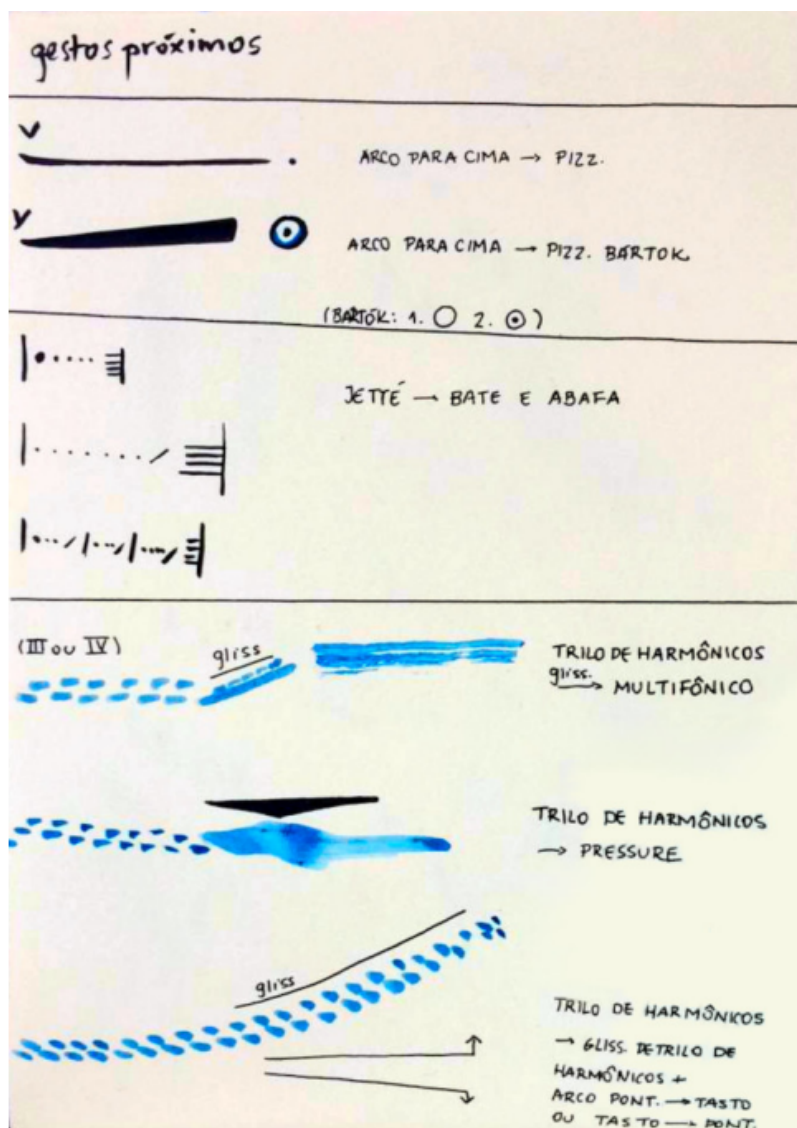 gestos próximos
V
ARCO PARA CIMA → PIZZ.
V
ARCO PARA CIMA → PIZZ. BÁRTOK
(BARTÓK: 1. ○ 2. ⊙)
JETTÉ → BATE E ABAFA
(III ou IV)
gliss
TRILO DE HARMÔNICOS
gliss.
→ MULTIFÔNICO
TRILO DE HARMÔNICOS
→ PRESSURE
gliss
TRILO DE HARMÔNICOS
→ GLISS. DE TRILO DE
HARMÔNICOS +
ARCO PONT. → TASTO
OU TASTO → PONT.